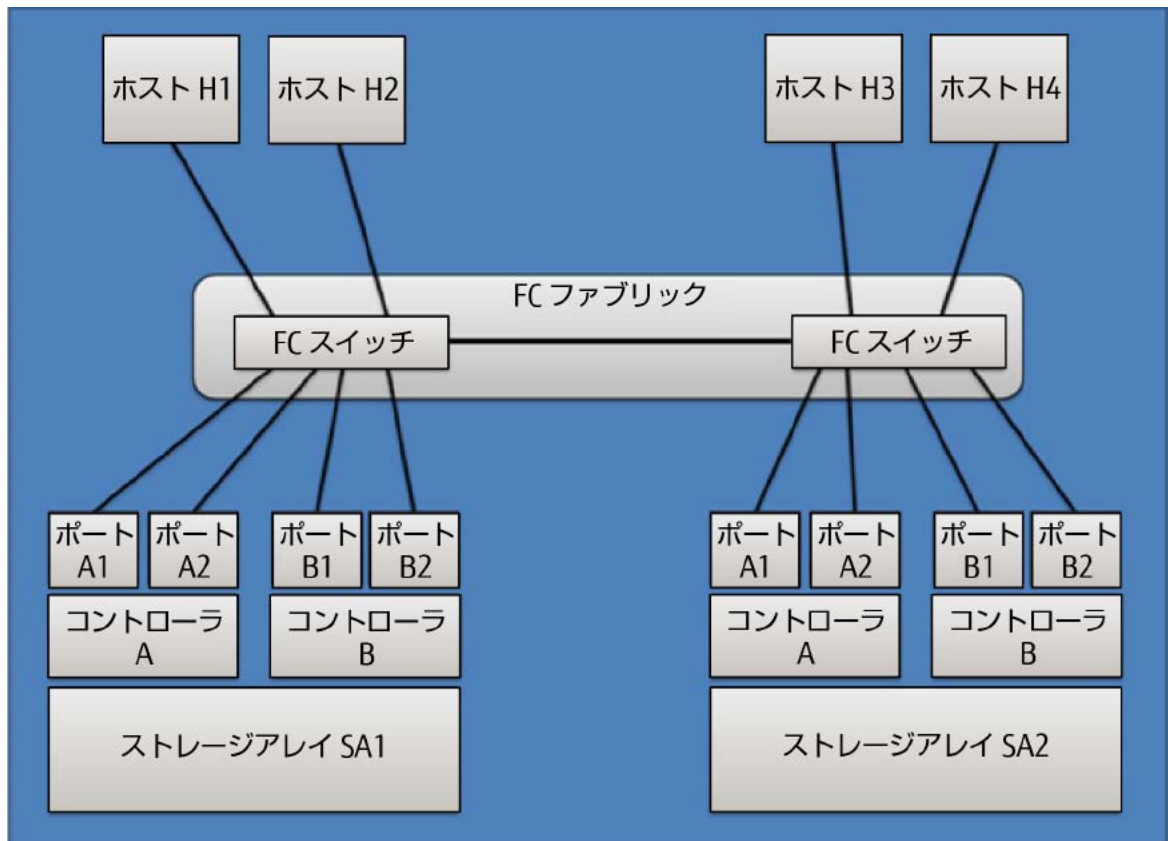 ホスト H1
ホスト H2
ホスト H3
ホスト H4
FC ファブリック
FC スイッチ
FC スイッチ
ポート
A1
ポート
A2
ポート
B1
ポート
B2
ポート
A1
ポート
A2
ポート
B1
ポート
B2
コントローラ
A
コントローラ
B
コントローラ
A
コントローラ
B
ストレージアレイ SA1
ストレージアレイ SA2